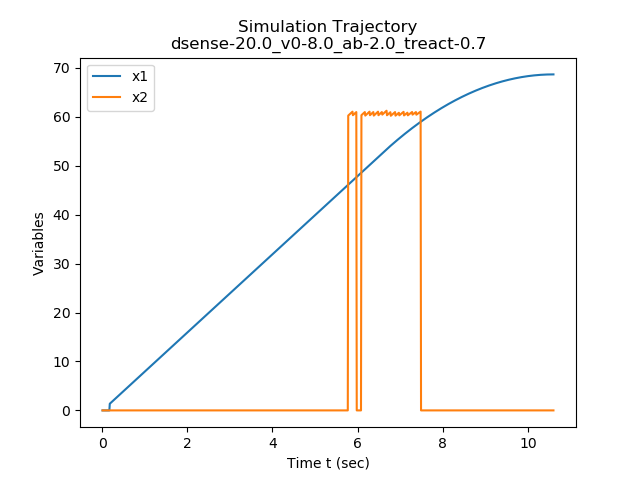 Simulation Trajectory
dsense-20.0_v0-8.0_ab-2.0_treact-0.7
x1
x2
Variables
70
60
50
40
30
20
10
0
0 2 4 6 8 10
Time t (sec)